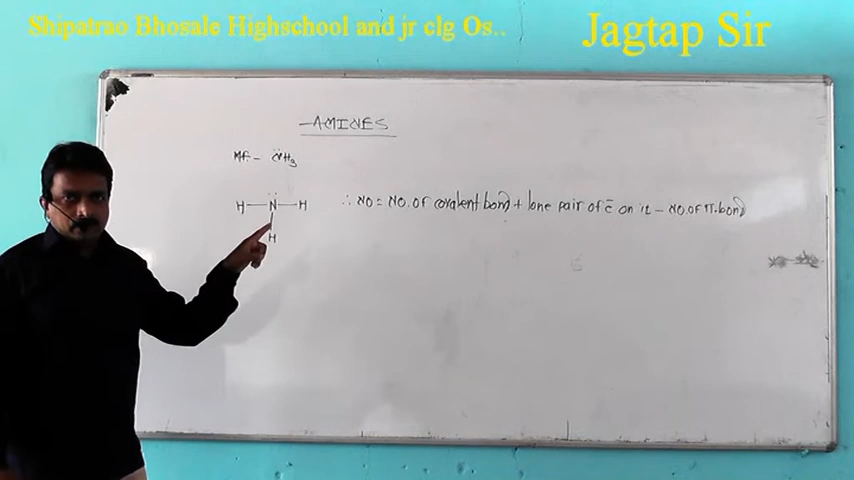 Shipatrao Bhosale Highschool and jr clg Os..
Jagtap Sir
AMINES
MF - N̈H₃
H — N̈ — H
∴ NO = NO. OF covalent bond + lone pair of ē on it - NO. OF π.bond
H